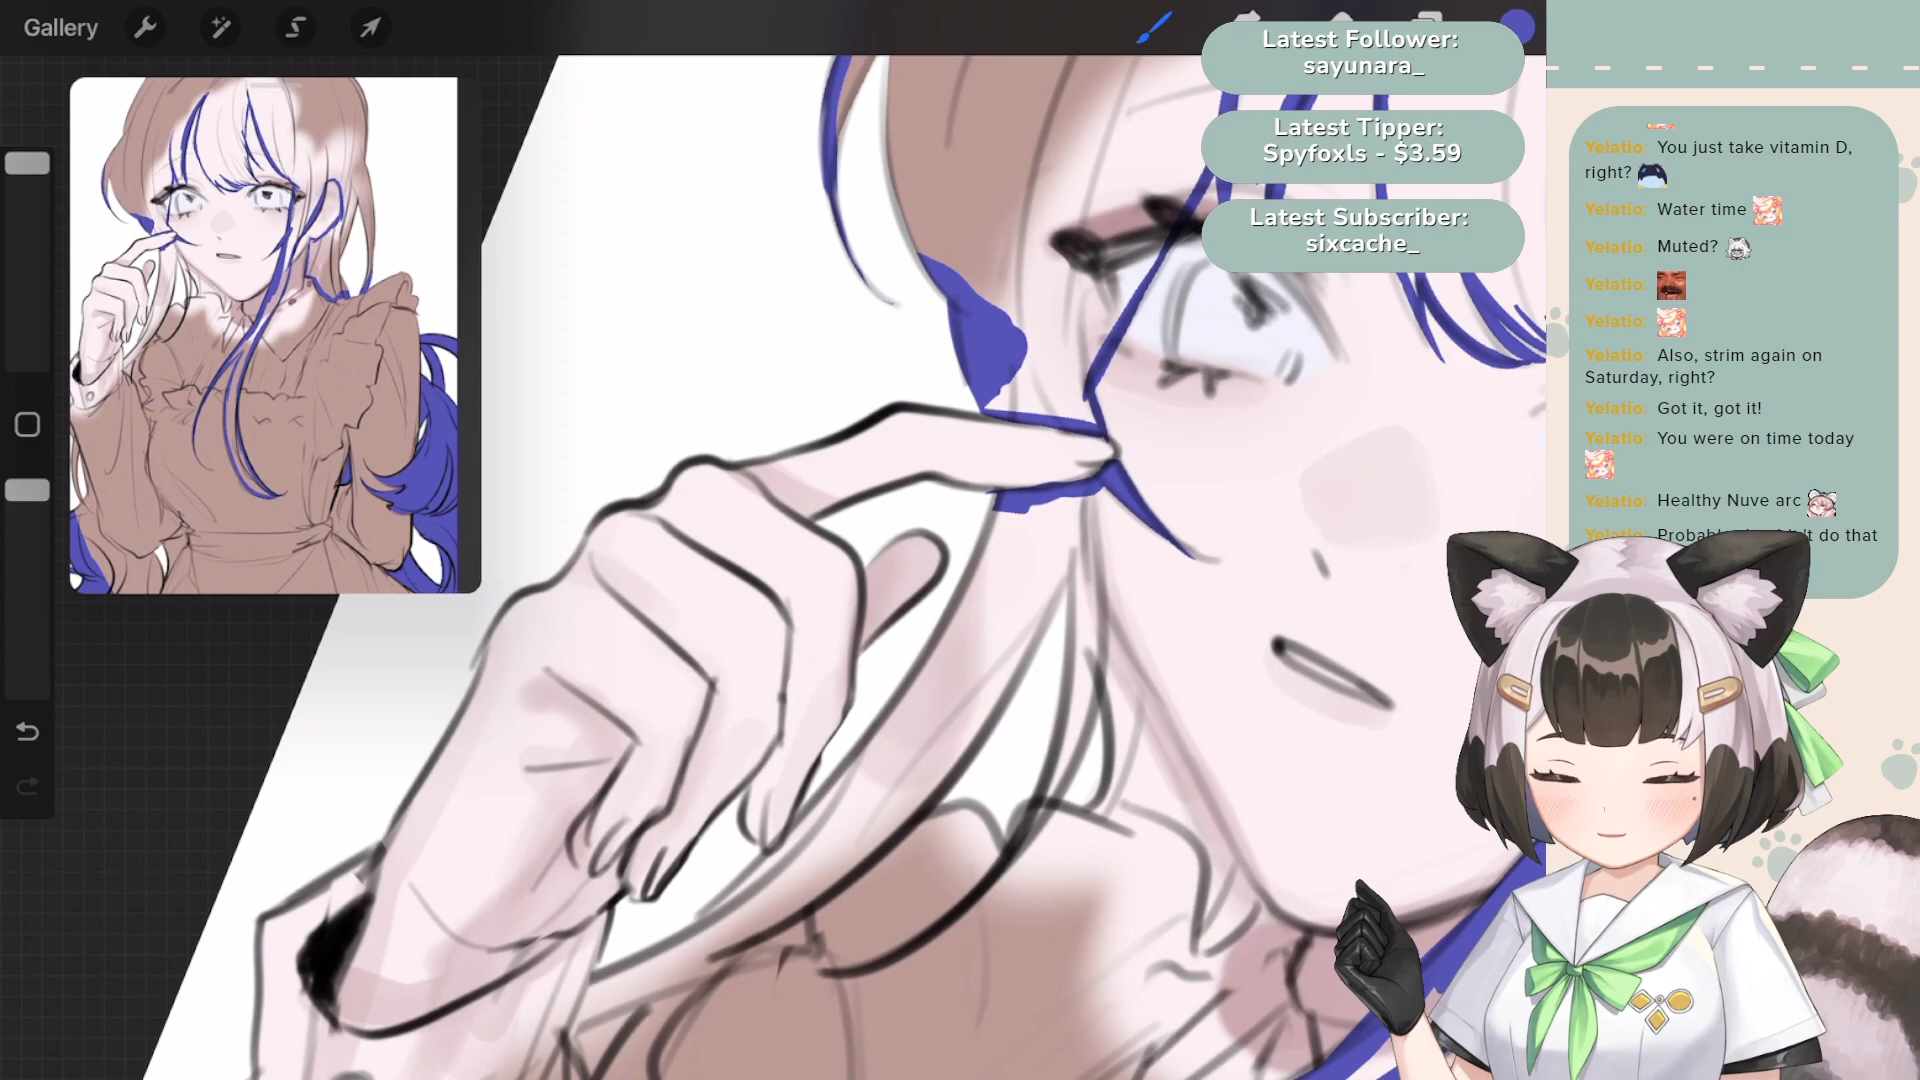 Gallery
Latest Follower:
sayunara_
Latest Tipper:
Spyfoxls - $3.59
Latest Subscriber:
sixcache_
Yelatio: You just take vitamin D,
right?
Yelatio: Water time
Yelatio: Muted?
Yelatio:
Yelatio:
Yelatio: Also, strim again on
Saturday, right?
Yelatio: Got it, got it!
Yelatio: You were on time today
Yelatio: Healthy Nuve arc
Yelatio: do that